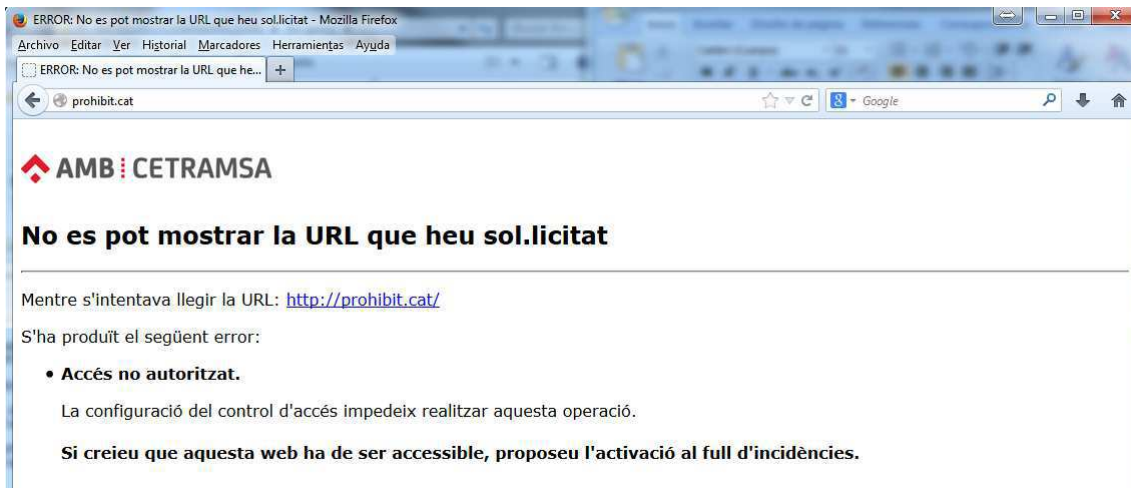 ERROR: No es pot mostrar la URL que heu sol.licitat - Mozilla Firefox
Archivo Editar Ver Historial Marcadores Herramientas Ayuda
ERROR: No es pot mostrar la URL que he...
prohibit.cat
Google
AMB CETRAMSA
No es pot mostrar la URL que heu sol.licitat
Mentre s'intentava llegir la URL: http://prohibit.cat/
S'ha produït el següent error:
• Accés no autoritzat.
La configuració del control d'accés impedeix realitzar aquesta operació.
Si creieu que aquesta web ha de ser accessible, proposeu l'activació al full d'incidències.